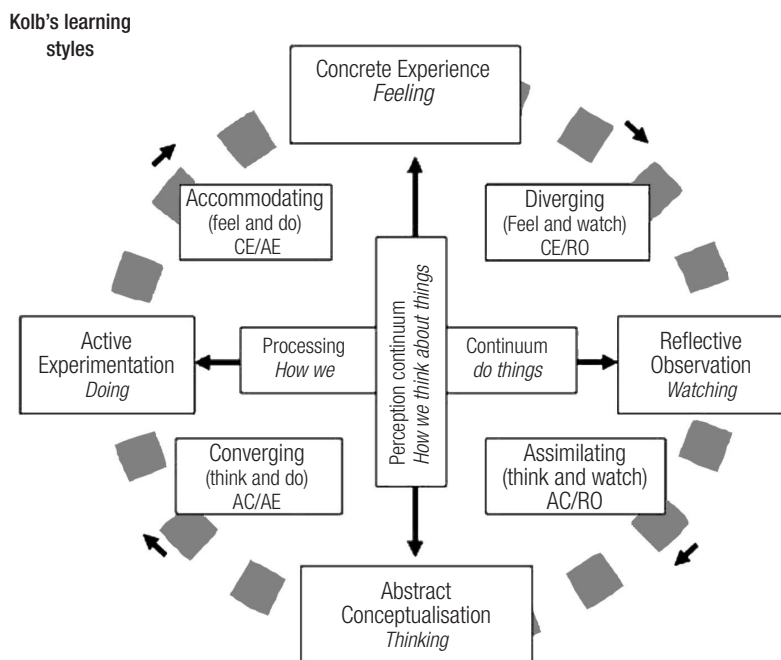 Kolb's learning
styles
Concrete Experience
Feeling
Accommodating
(feel and do)
CE/AE
Diverging
(Feel and watch)
CE/RO
Perception continuum
How we think about things
Active
Experimentation
Doing
Processing
How we
Continuum
do things
Reflective
Observation
Watching
Converging
(think and do)
AC/AE
Assimilating
(think and watch)
AC/RO
Abstract
Conceptualisation
Thinking